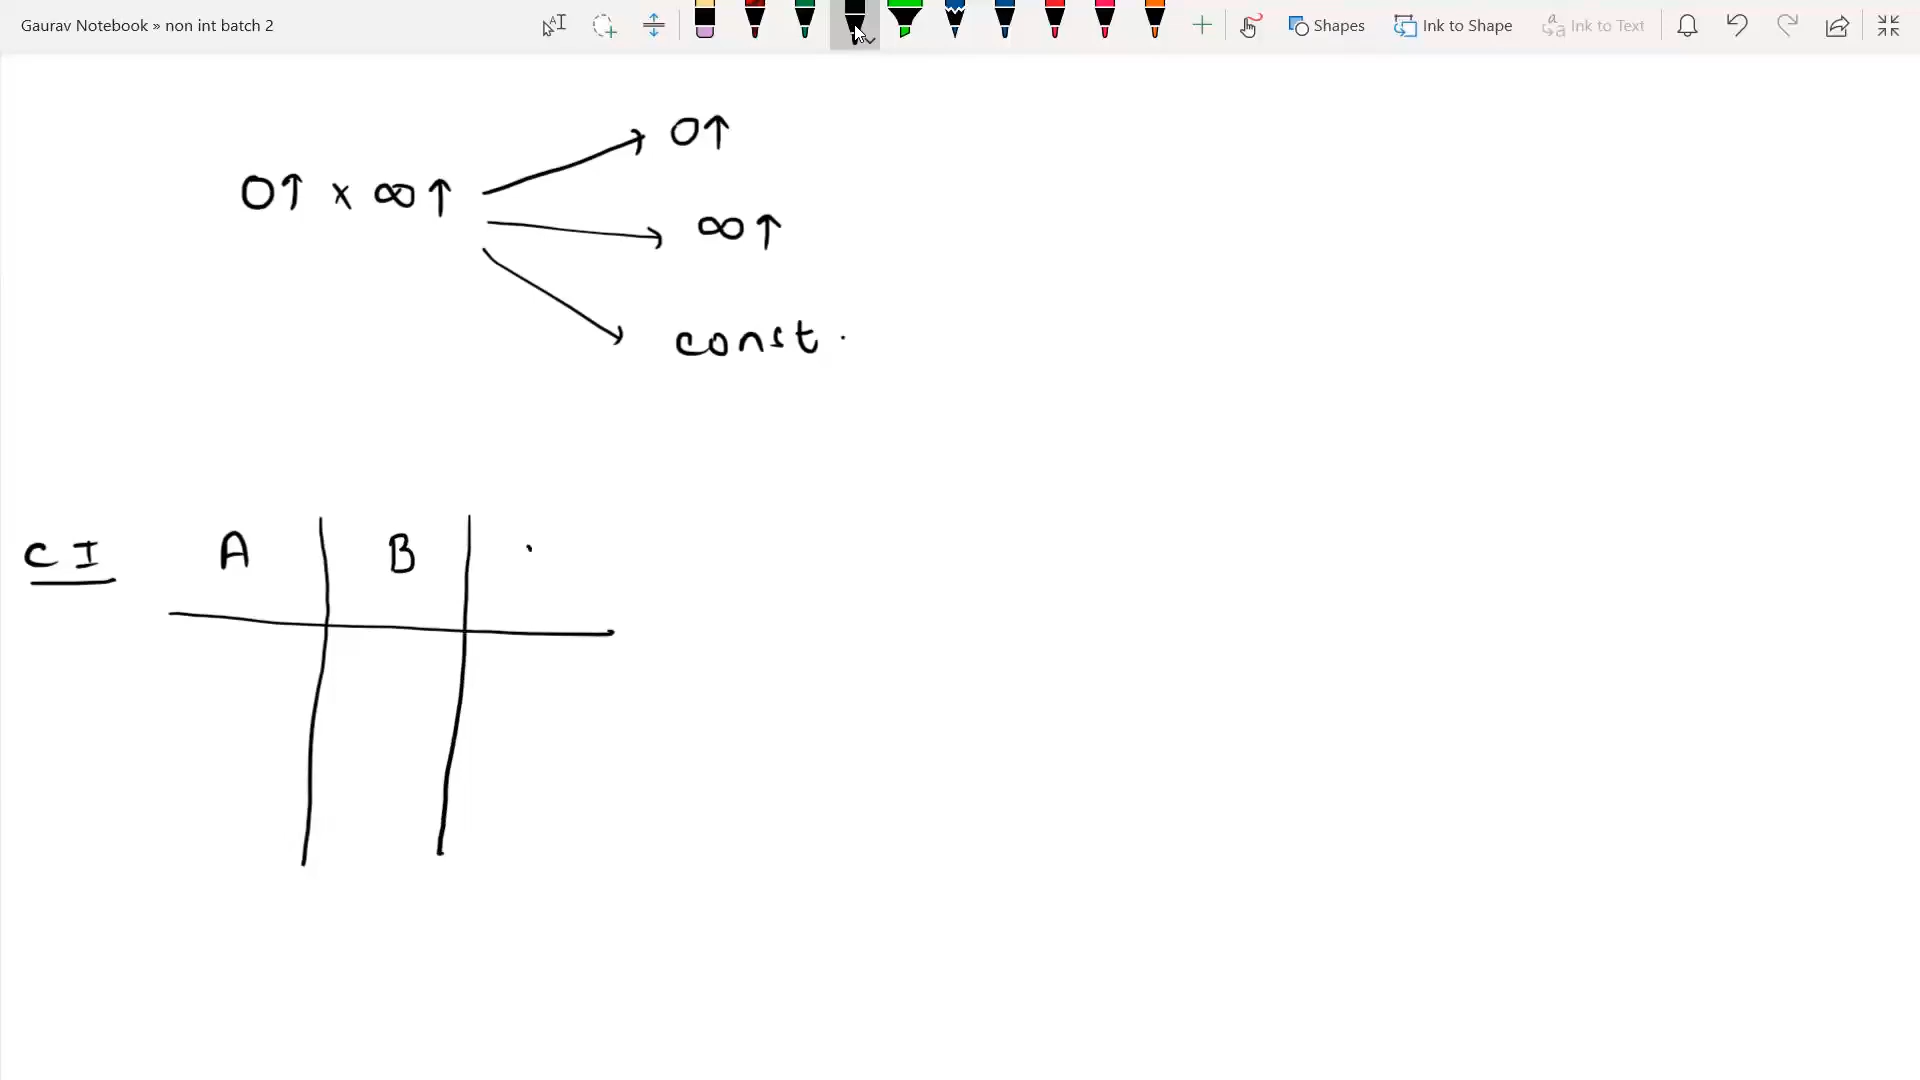 Gaurav Notebook » non int batch 2
Shapes
Ink to Shape
Ink to Text
0↑
0↑ x ∞↑
∞↑
const.
C I A B